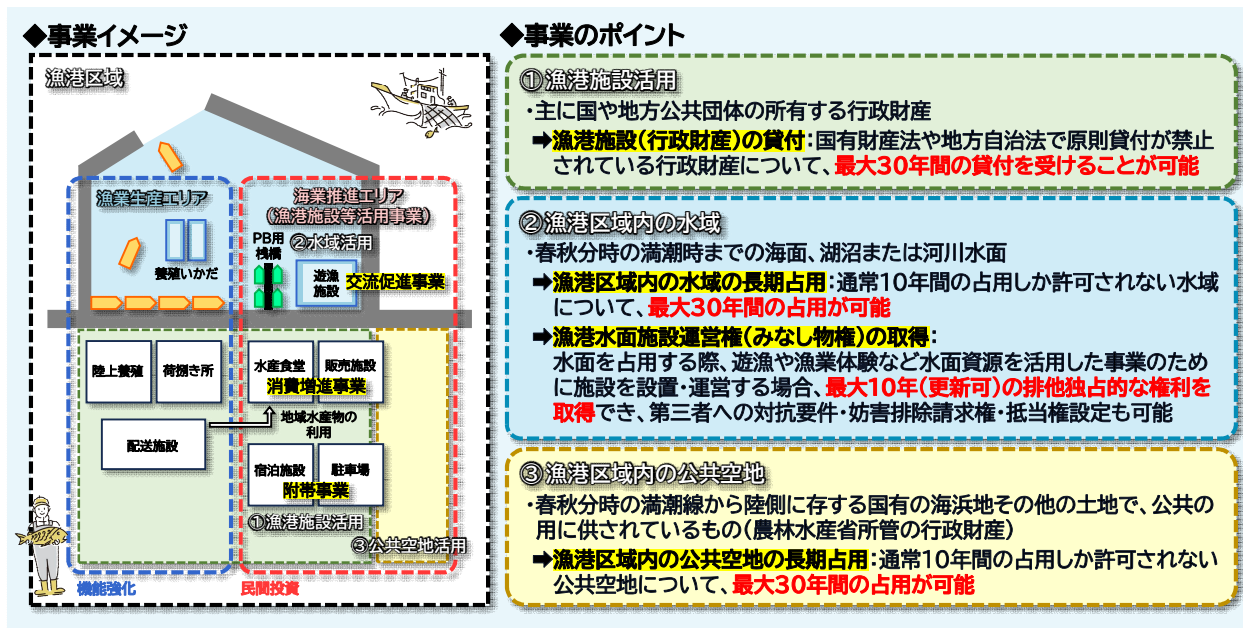 ◆事業イメージ
漁港区域
漁業生産エリア
養殖いかだ
海業推進エリア
(漁港施設等活用事業)
PB用
桟橋
②水域活用
遊漁
施設
交流促進事業
陸上養殖
荷捌き所
配送施設
水産食堂
販売施設
消費増進事業
地域水産物の
利用
宿泊施設
駐車場
附帯事業
①漁港施設活用
③公共空地活用
機能強化
民間投資
◆事業のポイント
①漁港施設活用
・主に国や地方公共団体の所有する行政財産
➡漁港施設(行政財産)の貸付:国有財産法や地方自治法で原則貸付が禁止
されている行政財産について、最大30年間の貸付を受けることが可能
②漁港区域内の水域
・春秋分時の満潮時までの海面、湖沼または河川水面
➡漁港区域内の水域の長期占用:通常10年間の占用しか許可されない水域
について、最大30年間の占用が可能
➡漁港水面施設運営権(みなし物権)の取得:
水面を占用する際、遊漁や漁業体験など水面資源を活用した事業のため
に施設を設置・運営する場合、最大10年(更新可)の排他独占的な権利を
取得でき、第三者への対抗要件・妨害排除請求権・抵当権設定も可能
③漁港区域内の公共空地
・春秋分時の満潮線から陸側に存する国有の海浜地その他の土地で、公共の
用に供されているもの(農林水産省所管の行政財産)
➡漁港区域内の公共空地の長期占用:通常10年間の占用しか許可されない
公共空地について、最大30年間の占用が可能